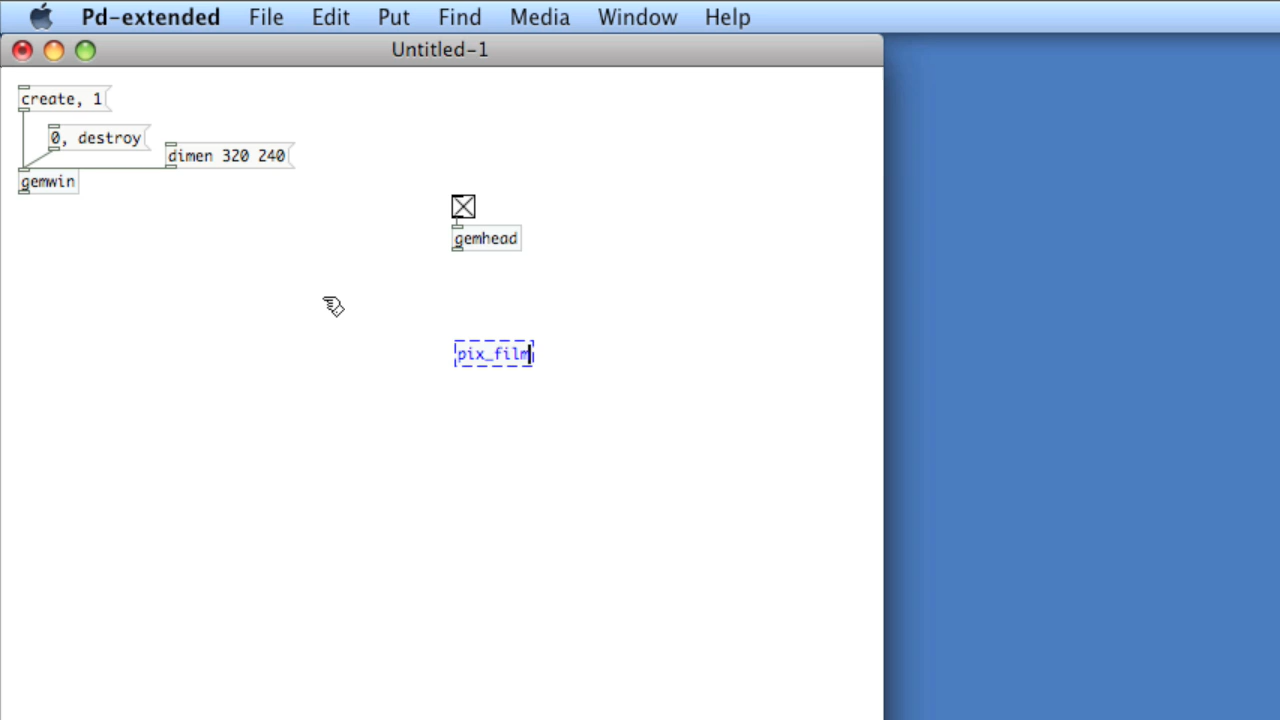 Pd-extended File Edit Put Find Media Window Help
Untitled-1
create, 1
0, destroy
dimen 320 240
gemwin
gemhead
pix_film